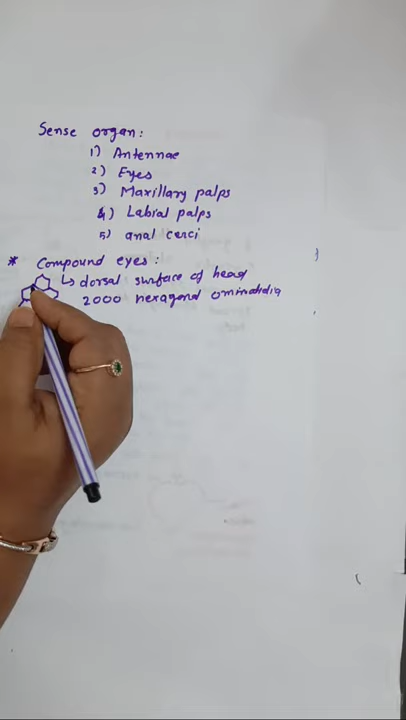 Sense organ:
1) Antennae
2) Eyes
3) Maxillary palps
4) Labial palps
5) anal cerci
* Compound eyes:
↳ dorsal surface of head
2000 hexagonal